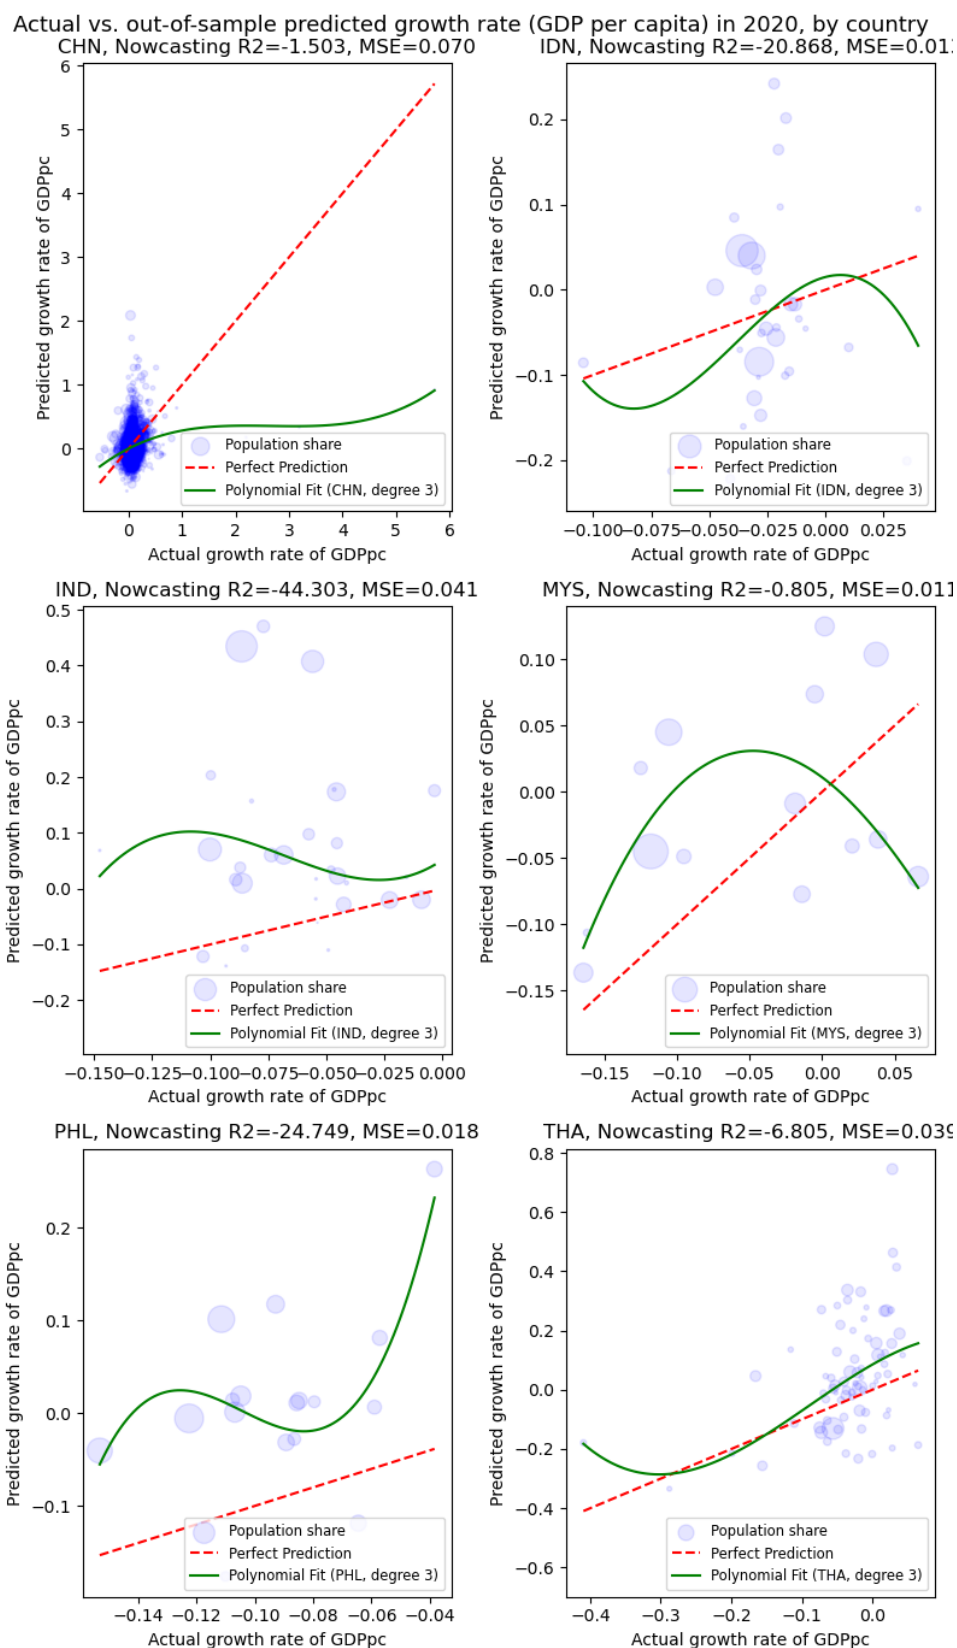 Actual vs. out-of-sample predicted growth rate (GDP per capita) in 2020, by country
CHN, Nowcasting R2=-1.503, MSE=0.070
6
5
4
3
2
1
0
Predicted growth rate of GDPpc
Population share
Perfect Prediction
Polynomial Fit (CHN, degree 3)
0 1 2 3 4 5 6
Actual growth rate of GDPpc
IDN, Nowcasting R2=-20.868, MSE=0.01
0.2
0.1
0.0
−0.1
−0.2
Predicted growth rate of GDPpc
Population share
Perfect Prediction
Polynomial Fit (IDN, degree 3)
−0.100 −0.075 −0.050 −0.025 0.000 0.025
Actual growth rate of GDPpc
IND, Nowcasting R2=-44.303, MSE=0.041
0.5
0.4
0.3
0.2
0.1
0.0
−0.1
−0.2
Predicted growth rate of GDPpc
Population share
Perfect Prediction
Polynomial Fit (IND, degree 3)
−0.150 −0.125 −0.100 −0.075 −0.050 −0.025 0.000
Actual growth rate of GDPpc
MYS, Nowcasting R2=-0.805, MSE=0.011
0.10
0.05
0.00
−0.05
−0.10
−0.15
Predicted growth rate of GDPpc
Population share
Perfect Prediction
Polynomial Fit (MYS, degree 3)
−0.15 −0.10 −0.05 0.00 0.05
Actual growth rate of GDPpc
PHL, Nowcasting R2=-24.749, MSE=0.018
0.2
0.1
0.0
−0.1
Predicted growth rate of GDPpc
Population share
Perfect Prediction
Polynomial Fit (PHL, degree 3)
−0.14 −0.12 −0.10 −0.08 −0.06 −0.04
Actual growth rate of GDPpc
THA, Nowcasting R2=-6.805, MSE=0.039
0.8
0.6
0.4
0.2
0.0
−0.2
−0.4
−0.6
Predicted growth rate of GDPpc
Population share
Perfect Prediction
Polynomial Fit (THA, degree 3)
−0.4 −0.3 −0.2 −0.1 0.0
Actual growth rate of GDPpc